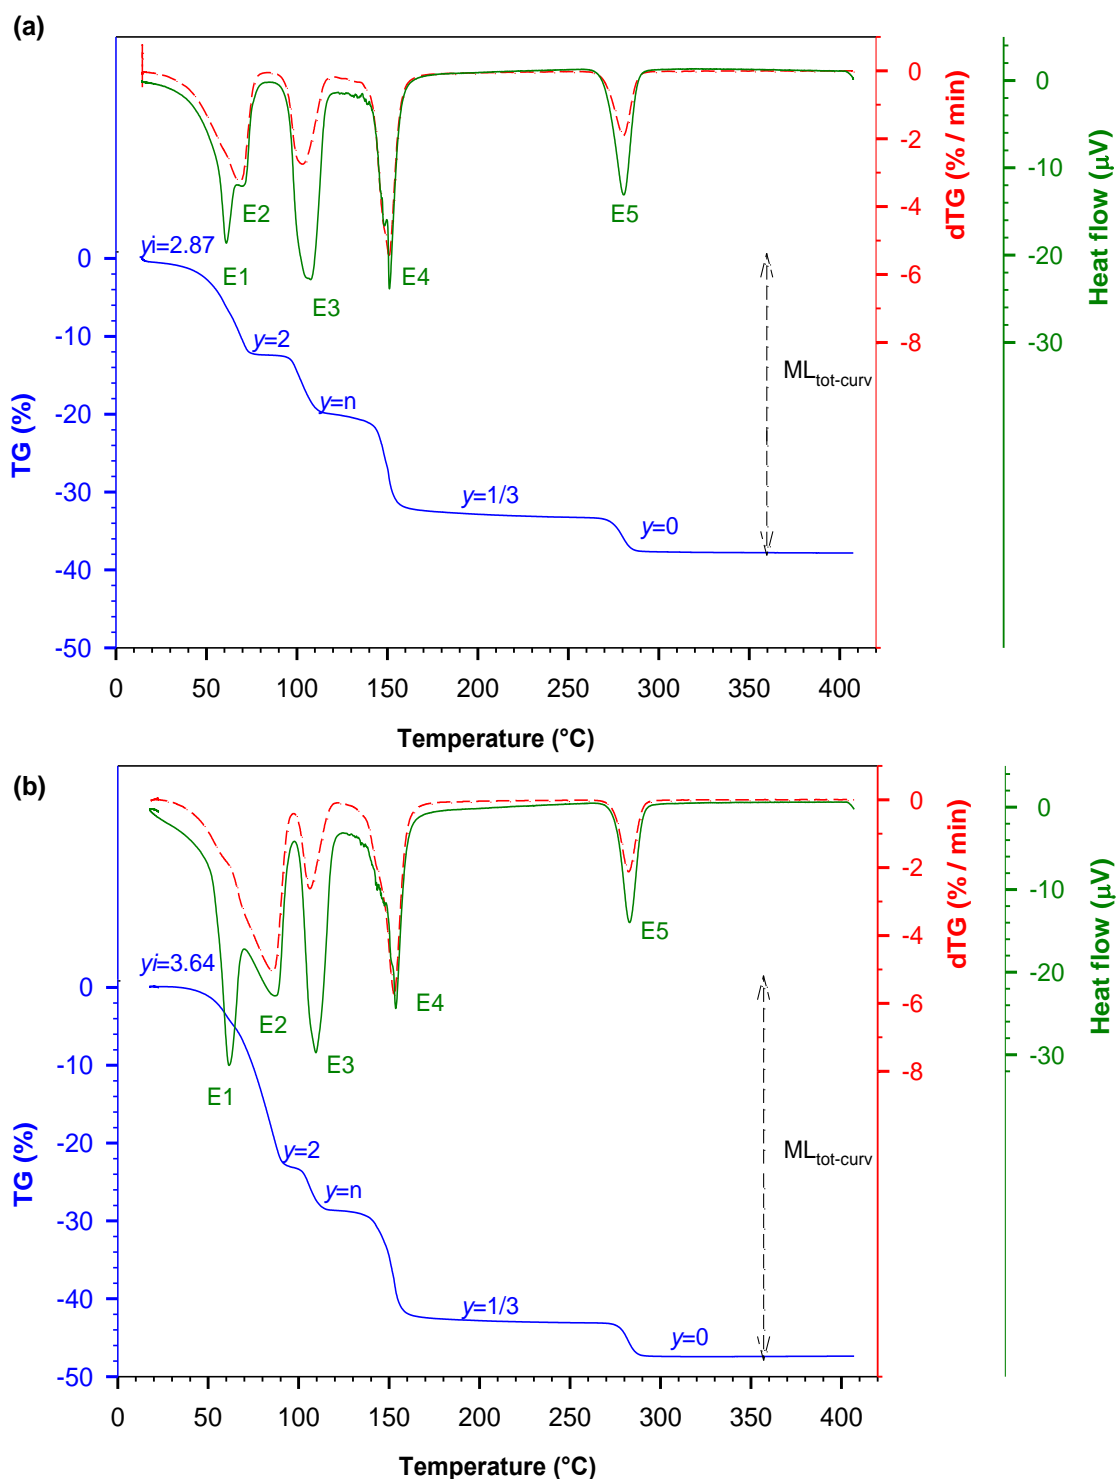 (a)
0
-2
-4
-6
-8
dTG (% / min)
0
-10
-20
-30
Heat flow (µV)
E1
E2
E3
E4
E5
yi=2.87
y=2
y=n
y=1/3
y=0
ML tot-curv
0
-10
-20
-30
-40
-50
TG (%)
0 50 100 150 200 250 300 350 400
Temperature (°C)
(b)
0
-2
-4
-6
-8
dTG (% / min)
0
-10
-20
-30
Heat flow (µV)
E1
E2
E3
E4
E5
yi=3.64
y=2
y=n
y=1/3
y=0
ML tot-curv
0
-10
-20
-30
-40
-50
TG (%)
0 50 100 150 200 250 300 350 400
Temperature (°C)